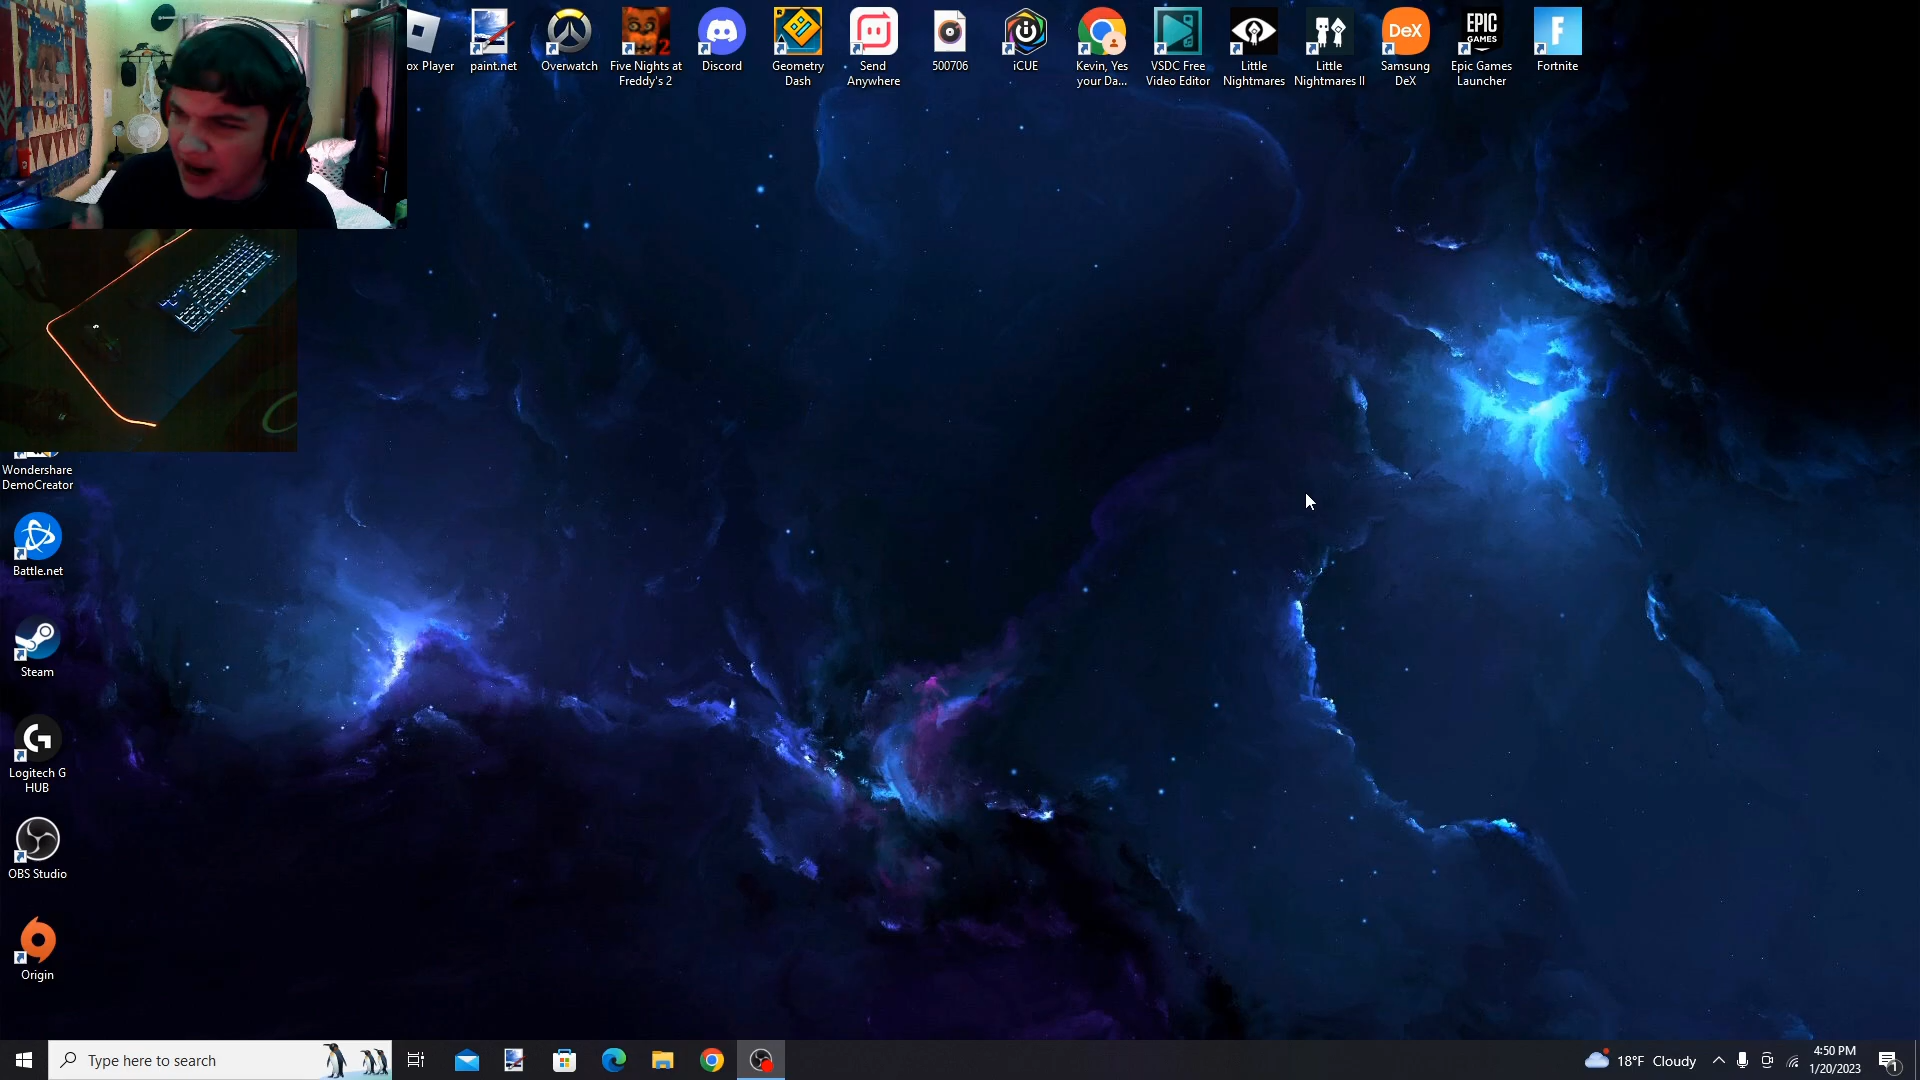 ox Player
paint.net
Overwatch
Five Nights at
Freddy's 2
2
Discord
Geometry
Dash
Send
Anywhere
500706
iCUE
Kevin, Yes
your Da...
VSDC Free
Video Editor
Little
Nightmares
Little
Nightmares II
DeX
Samsung
DeX
EPIC
GAMES
Epic Games
Launcher
F
Fortnite
Wondershare
DemoCreator
Battle.net
Steam
Logitech G
HUB
OBS Studio
Origin
Type here to search
18°F Cloudy
4:50 PM
1/20/2023
1